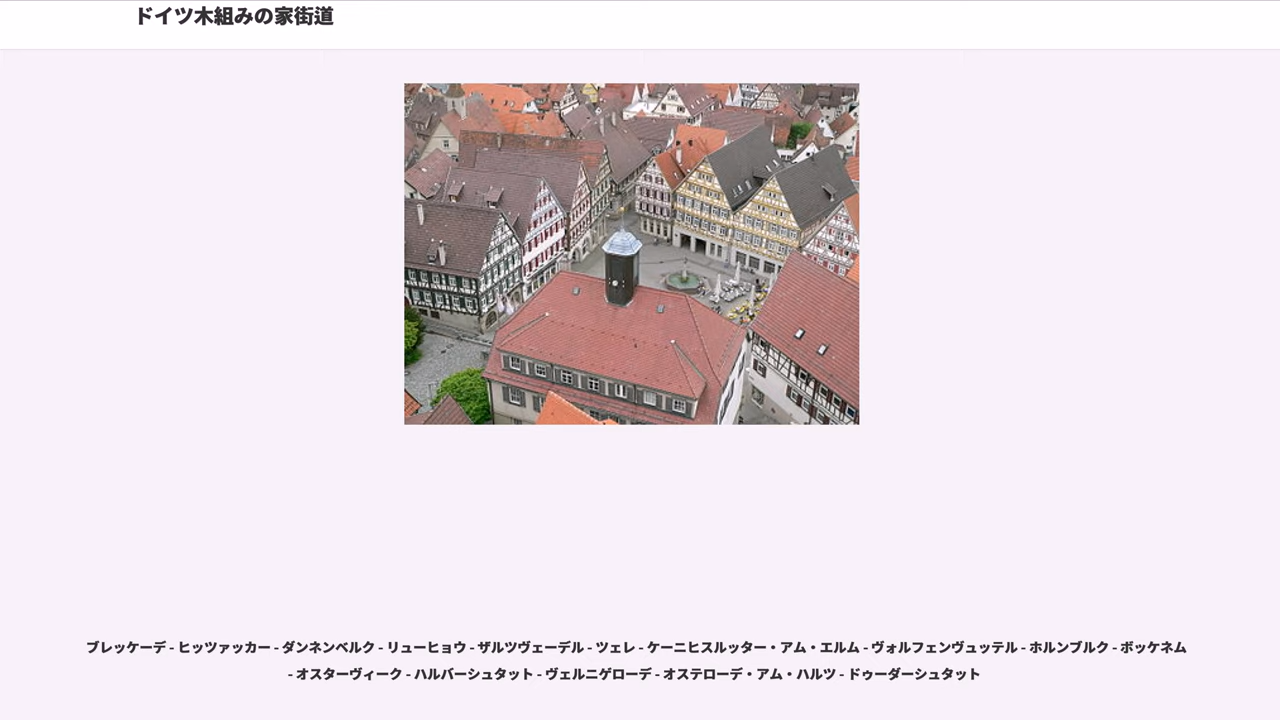 ドイツ木組みの家街道
ブレッケーデ - ヒッツァッカー - ダンネンベルク - リューヒョウ - ザルツヴェーデル - ツェレ - ケーニヒスルッター・アム・エルム - ヴォルフェンヴュッテル - ホルンブルク - ボッケネム
- オスターヴィーク - ハルバーシュタット - ヴェルニゲローデ - オステローデ・アム・ハルツ - ドゥーダーシュタット